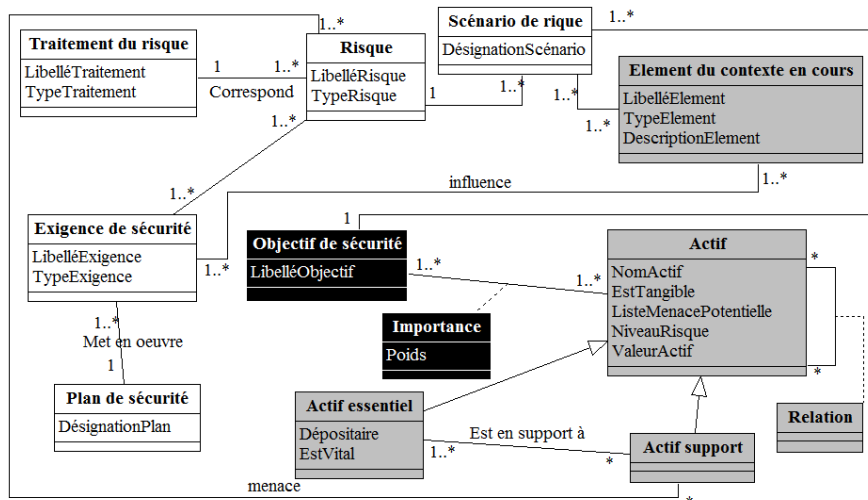 1..*
Scénario de rique
DésignationScénario
1..*
Traitement du risque
LibelléTraitement
TypeTraitement
1
1..*
Correspond
Risque
LibelléRisque
TypeRisque
1
1..*
1..*
1..*
Element du contexte en cours
LibelléElement
TypeElement
DescriptionElement
1..*
1..*
influence
1..*
Exigence de sécurité
LibelléExigence
TypeExigence
1..*
1
Objectif de sécurité
LibelléObjectif
1..*
1..*
Actif
NomActif
EstTangible
ListeMenacePotentielle
NiveauRisque
ValeurActif
*
*
Importance
Poids
1..*
Met en oeuvre
1
Plan de sécurité
DésignationPlan
Actif essentiel
Dépositaire
EstVital
Est en support à
1..*
*
Actif support
Relation
menace
*